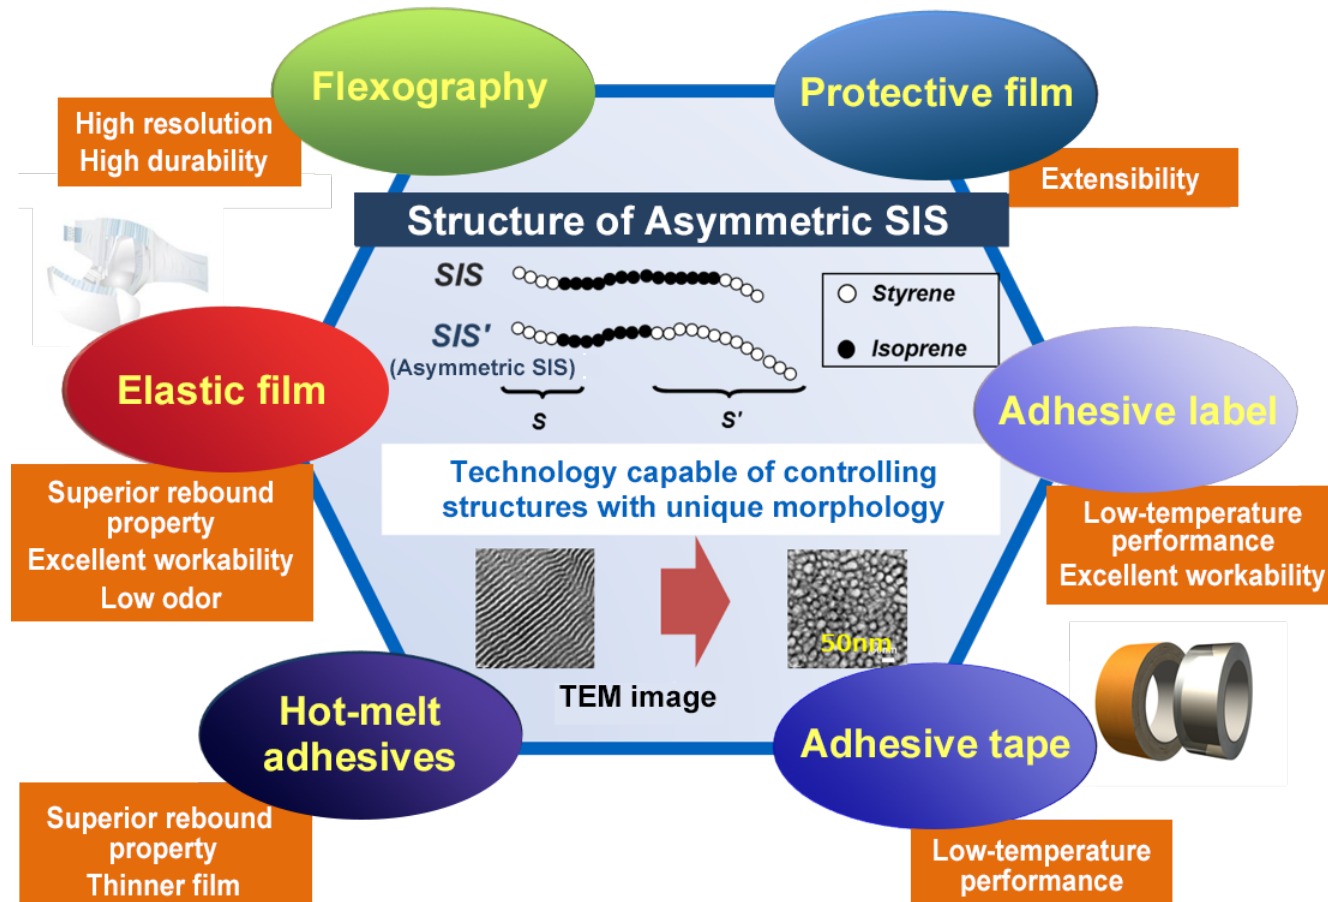 Flexography
High resolution
High durability
Protective film
Extensibility
Structure of Asymmetric SIS
SIS
SIS'
(Asymmetric SIS)
Styrene
Isoprene
S
S'
Elastic film
Superior rebound
property
Excellent workability
Low odor
Adhesive label
Low-temperature
performance
Excellent workability
Technology capable of controlling
structures with unique morphology
50nm
TEM image
Hot-melt
adhesives
Superior rebound
property
Thinner film
Adhesive tape
Low-temperature
performance